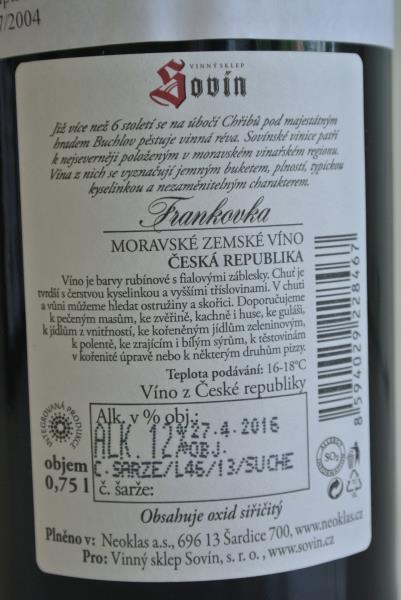 7/2004
VINNÝ SKLEP
Sovín
Již více než 6 století se na úbočí Chřibů pod majestátným
hradem Buchlov pěstuje vinná réva. Sovínské vinice patří
k nejseverněji položeným v moravském vinařském regionu.
Vína z nich se vyznačují jemným buketem, plností, typickou
kyselinkou a nezaměnitelným charakterem.
Frankovka
MORAVSKÉ ZEMSKÉ VÍNO
ČESKÁ REPUBLIKA
Víno je barvy rubínové s fialovými záblesky. Chuť je
tvrdší s čerstvou kyselinkou a vyššími tříslovinami. V chuti
a vůni můžeme hledat ostružiny a skořici. Doporučujeme
k pečeným masům, ke zvěřině, kachně i huse, ke guláši,
k jídlům z vnitřností, ke kořeněným jídlům zeleninovým,
k polentě, ke zrajícím i bílým sýrům, k těstovinám
v kořenité úpravě nebo k některým druhům pizzy.
Teplota podávání: 16-18°C
Víno z České republiky
8 594029 228467
INTEGROVANÁ PRODUKCE
objem
0,75 l
Alk. v % obj.:
ALK. 12% 27.4.2016
%OBJ.
C.SARZE/L46/13/SUCHE
č. šarže:
SO₂
Obsahuje oxid siřičitý
Plněno v: Neoklas a.s., 696 13 Šardice 700, www.neoklas.cz
Pro: Vinný sklep Sovín, s. r. o., www.sovin.cz